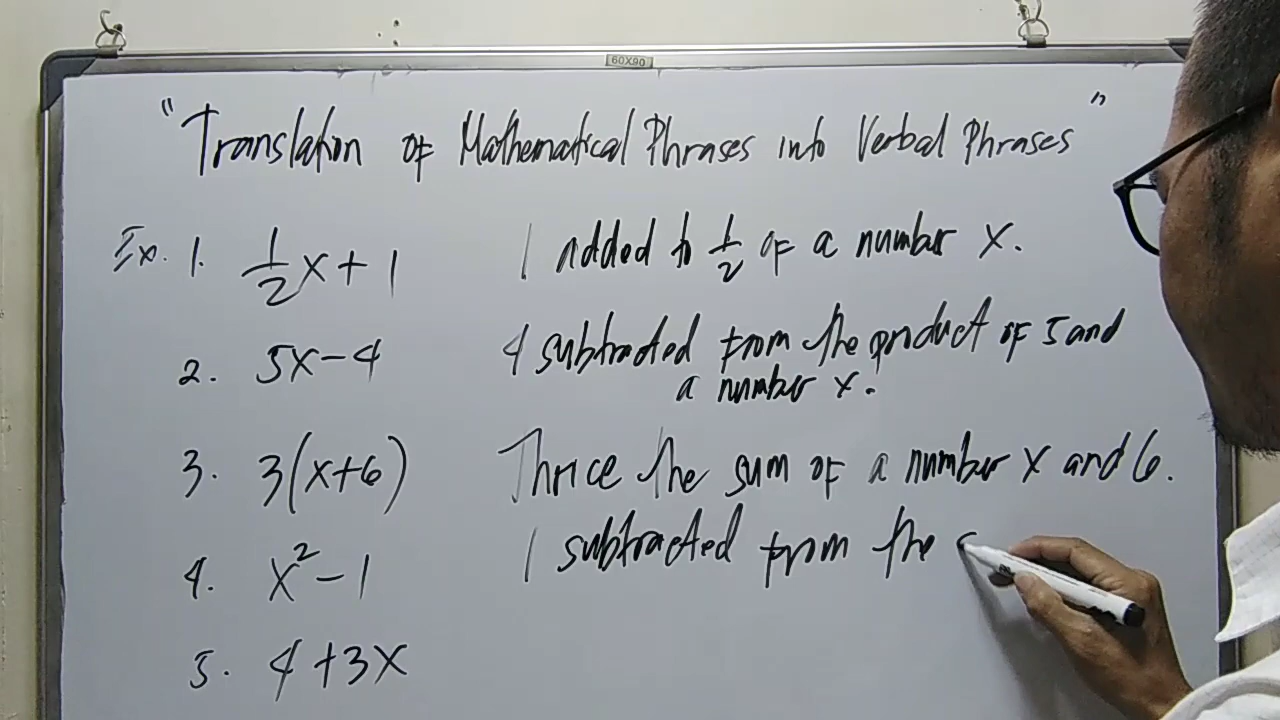 60X90
"Translation of Mathematical Phrases into Verbal Phrases"
Ex. 1. 1/2 x + 1 1 added to 1/2 of a number x.
2. 5x - 4 4 subtracted from the product of 5 and
a number x.
3. 3(x+6) Thrice the sum of a number x and 6.
4. x² - 1 1 subtracted from the s
5. 4 + 3x